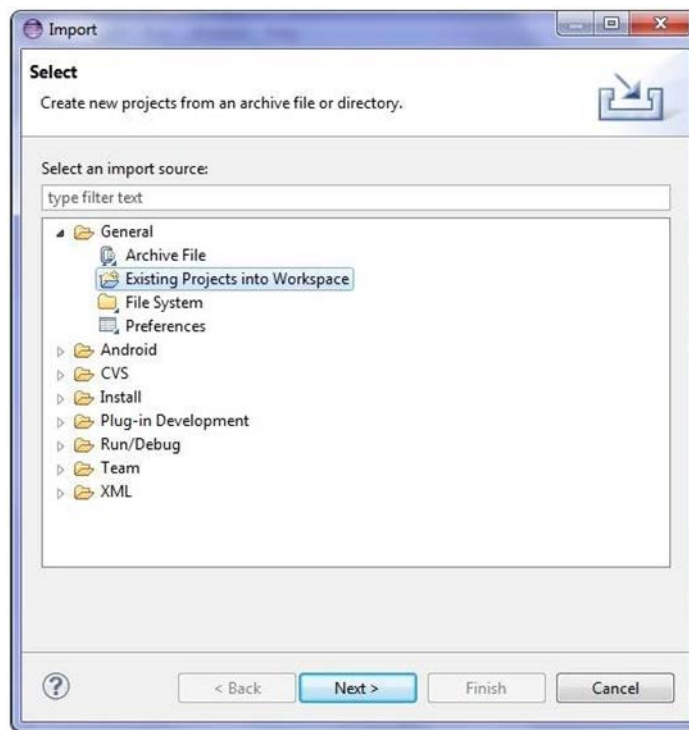 Import
Select
Create new projects from an archive file or directory.
Select an import source:
type filter text
General
Archive File
Existing Projects into Workspace
File System
Preferences
Android
CVS
Install
Plug-in Development
Run/Debug
Team
XML
? < Back Next > Finish Cancel